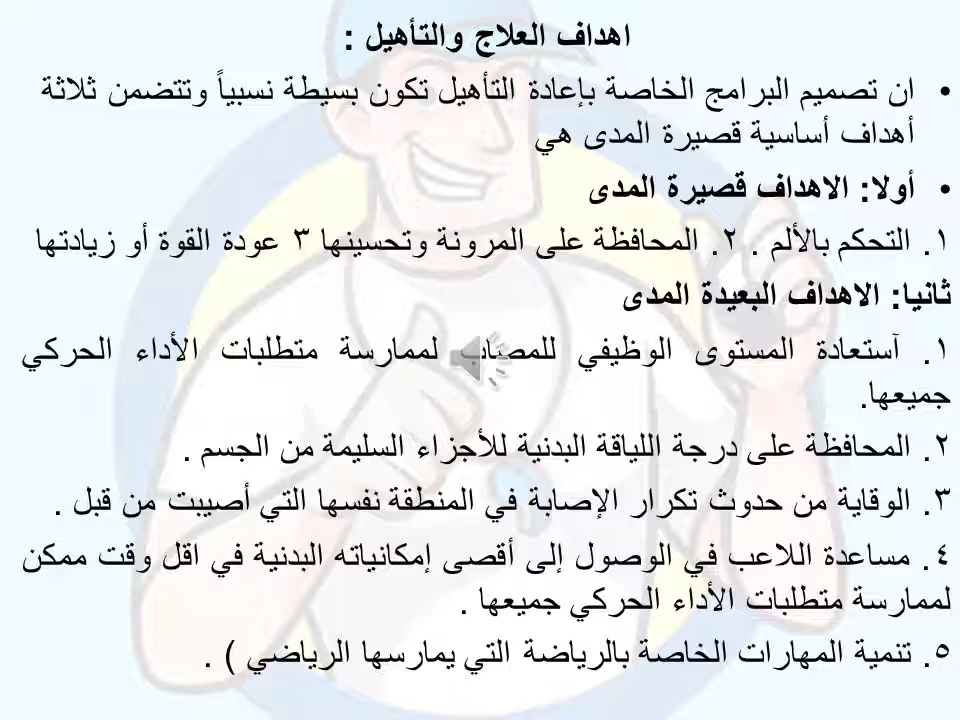 اهداف العلاج والتأهيل :
• ان تصميم البرامج الخاصة بإعادة التأهيل تكون بسيطة نسبياً وتتضمن ثلاثة
أهداف أساسية قصيرة المدى هي
• أولا: الاهداف قصيرة المدى
١. التحكم بالألم . ٢. المحافظة على المرونة وتحسينها ٣ عودة القوة أو زيادتها
ثانيا: الاهداف البعيدة المدى
١. آستعادة المستوى الوظيفي للمصاب لممارسة متطلبات الأداء الحركي
جميعها.
٢. المحافظة على درجة اللياقة البدنية للأجزاء السليمة من الجسم .
٣. الوقاية من حدوث تكرار الإصابة في المنطقة نفسها التي أصيبت من قبل .
٤. مساعدة اللاعب في الوصول إلى أقصى إمكانياته البدنية في اقل وقت ممكن
لممارسة متطلبات الأداء الحركي جميعها .
٥. تنمية المهارات الخاصة بالرياضة التي يمارسها الرياضي ) .